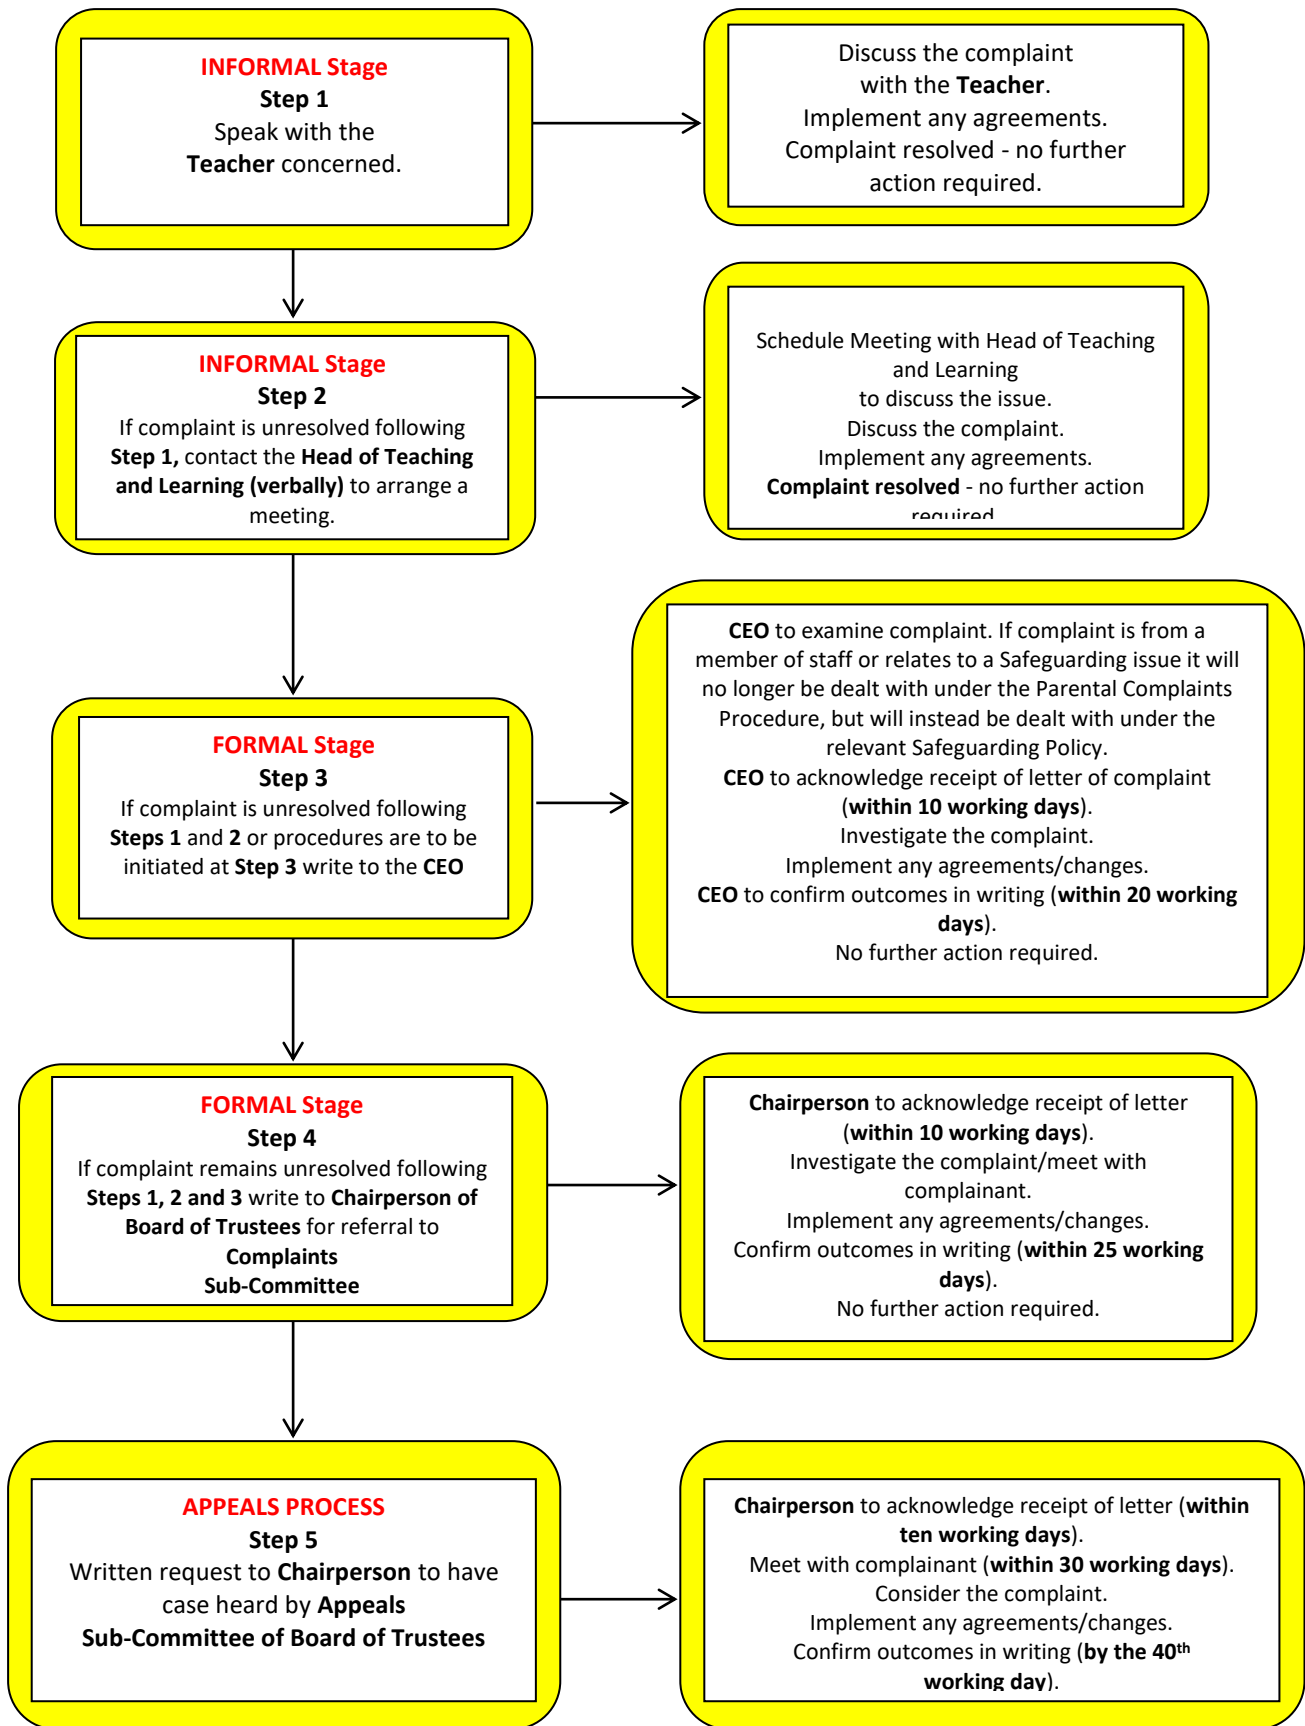 INFORMAL Stage
Step 1
Speak with the
Teacher concerned.
Discuss the complaint
with the Teacher.
Implement any agreements.
Complaint resolved - no further
action required.
INFORMAL Stage
Step 2
If complaint is unresolved following
Step 1, contact the Head of Teaching
and Learning (verbally) to arrange a
meeting.
Schedule Meeting with Head of Teaching
and Learning
to discuss the issue.
Discuss the complaint.
Implement any agreements.
Complaint resolved - no further action
required
FORMAL Stage
Step 3
If complaint is unresolved following
Steps 1 and 2 or procedures are to be
initiated at Step 3 write to the CEO
CEO to examine complaint. If complaint is from a
member of staff or relates to a Safeguarding issue it will
no longer be dealt with under the Parental Complaints
Procedure, but will instead be dealt with under the
relevant Safeguarding Policy.
CEO to acknowledge receipt of letter of complaint
(within 10 working days).
Investigate the complaint.
Implement any agreements/changes.
CEO to confirm outcomes in writing (within 20 working
days).
No further action required.
FORMAL Stage
Step 4
If complaint remains unresolved following
Steps 1, 2 and 3 write to Chairperson of
Board of Trustees for referral to
Complaints
Sub-Committee
Chairperson to acknowledge receipt of letter
(within 10 working days).
Investigate the complaint/meet with
complainant.
Implement any agreements/changes.
Confirm outcomes in writing (within 25 working
days).
No further action required.
APPEALS PROCESS
Step 5
Written request to Chairperson to have
case heard by Appeals
Sub-Committee of Board of Trustees
Chairperson to acknowledge receipt of letter (within
ten working days).
Meet with complainant (within 30 working days).
Consider the complaint.
Implement any agreements/changes.
Confirm outcomes in writing (by the 40th
working day).